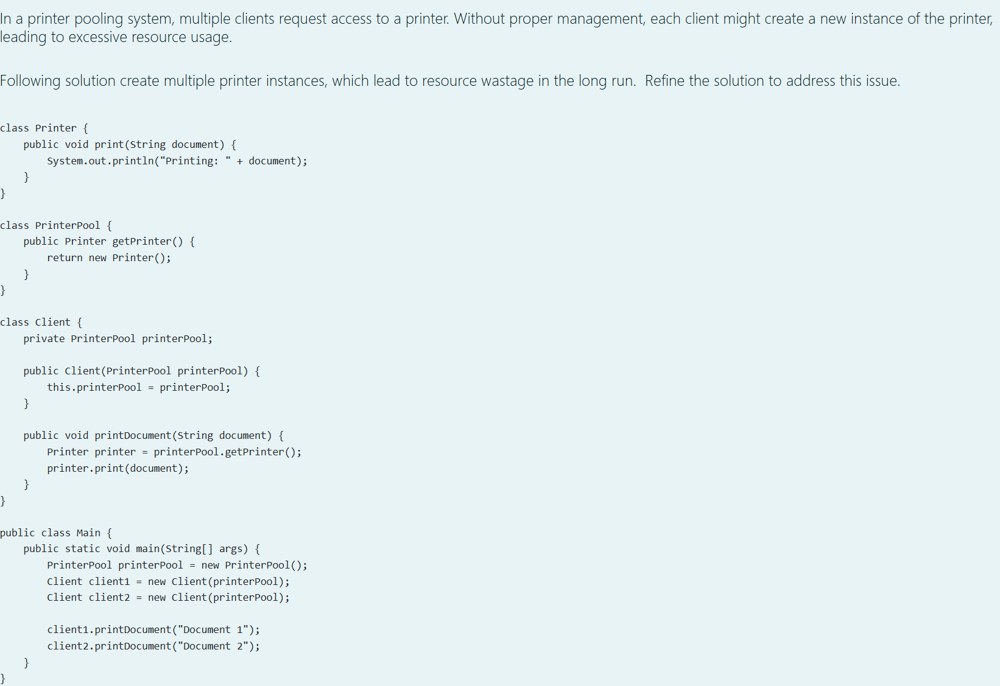 In a printer pooling system, multiple clients request access to a printer. Without proper management, each client might create a new instance of the printer,
leading to excessive resource usage.
Following solution create multiple printer instances, which lead to resource wastage in the long run.  Refine the solution to address this issue.
class Printer {
    public void print(String document) {
        System.out.println("Printing: " + document);
    }
}
class PrinterPool {
    public Printer getPrinter() {
        return new Printer();
    }
}
class Client {
    private PrinterPool printerPool;
    public Client(PrinterPool printerPool) {
        this.printerPool = printerPool;
    }
    public void printDocument(String document) {
        Printer printer = printerPool.getPrinter();
        printer.print(document);
    }
}
public class Main {
    public static void main(String[] args) {
        PrinterPool printerPool = new PrinterPool();
        Client client1 = new Client(printerPool);
        Client client2 = new Client(printerPool);
        client1.printDocument("Document 1");
        client2.printDocument("Document 2");
    }
}